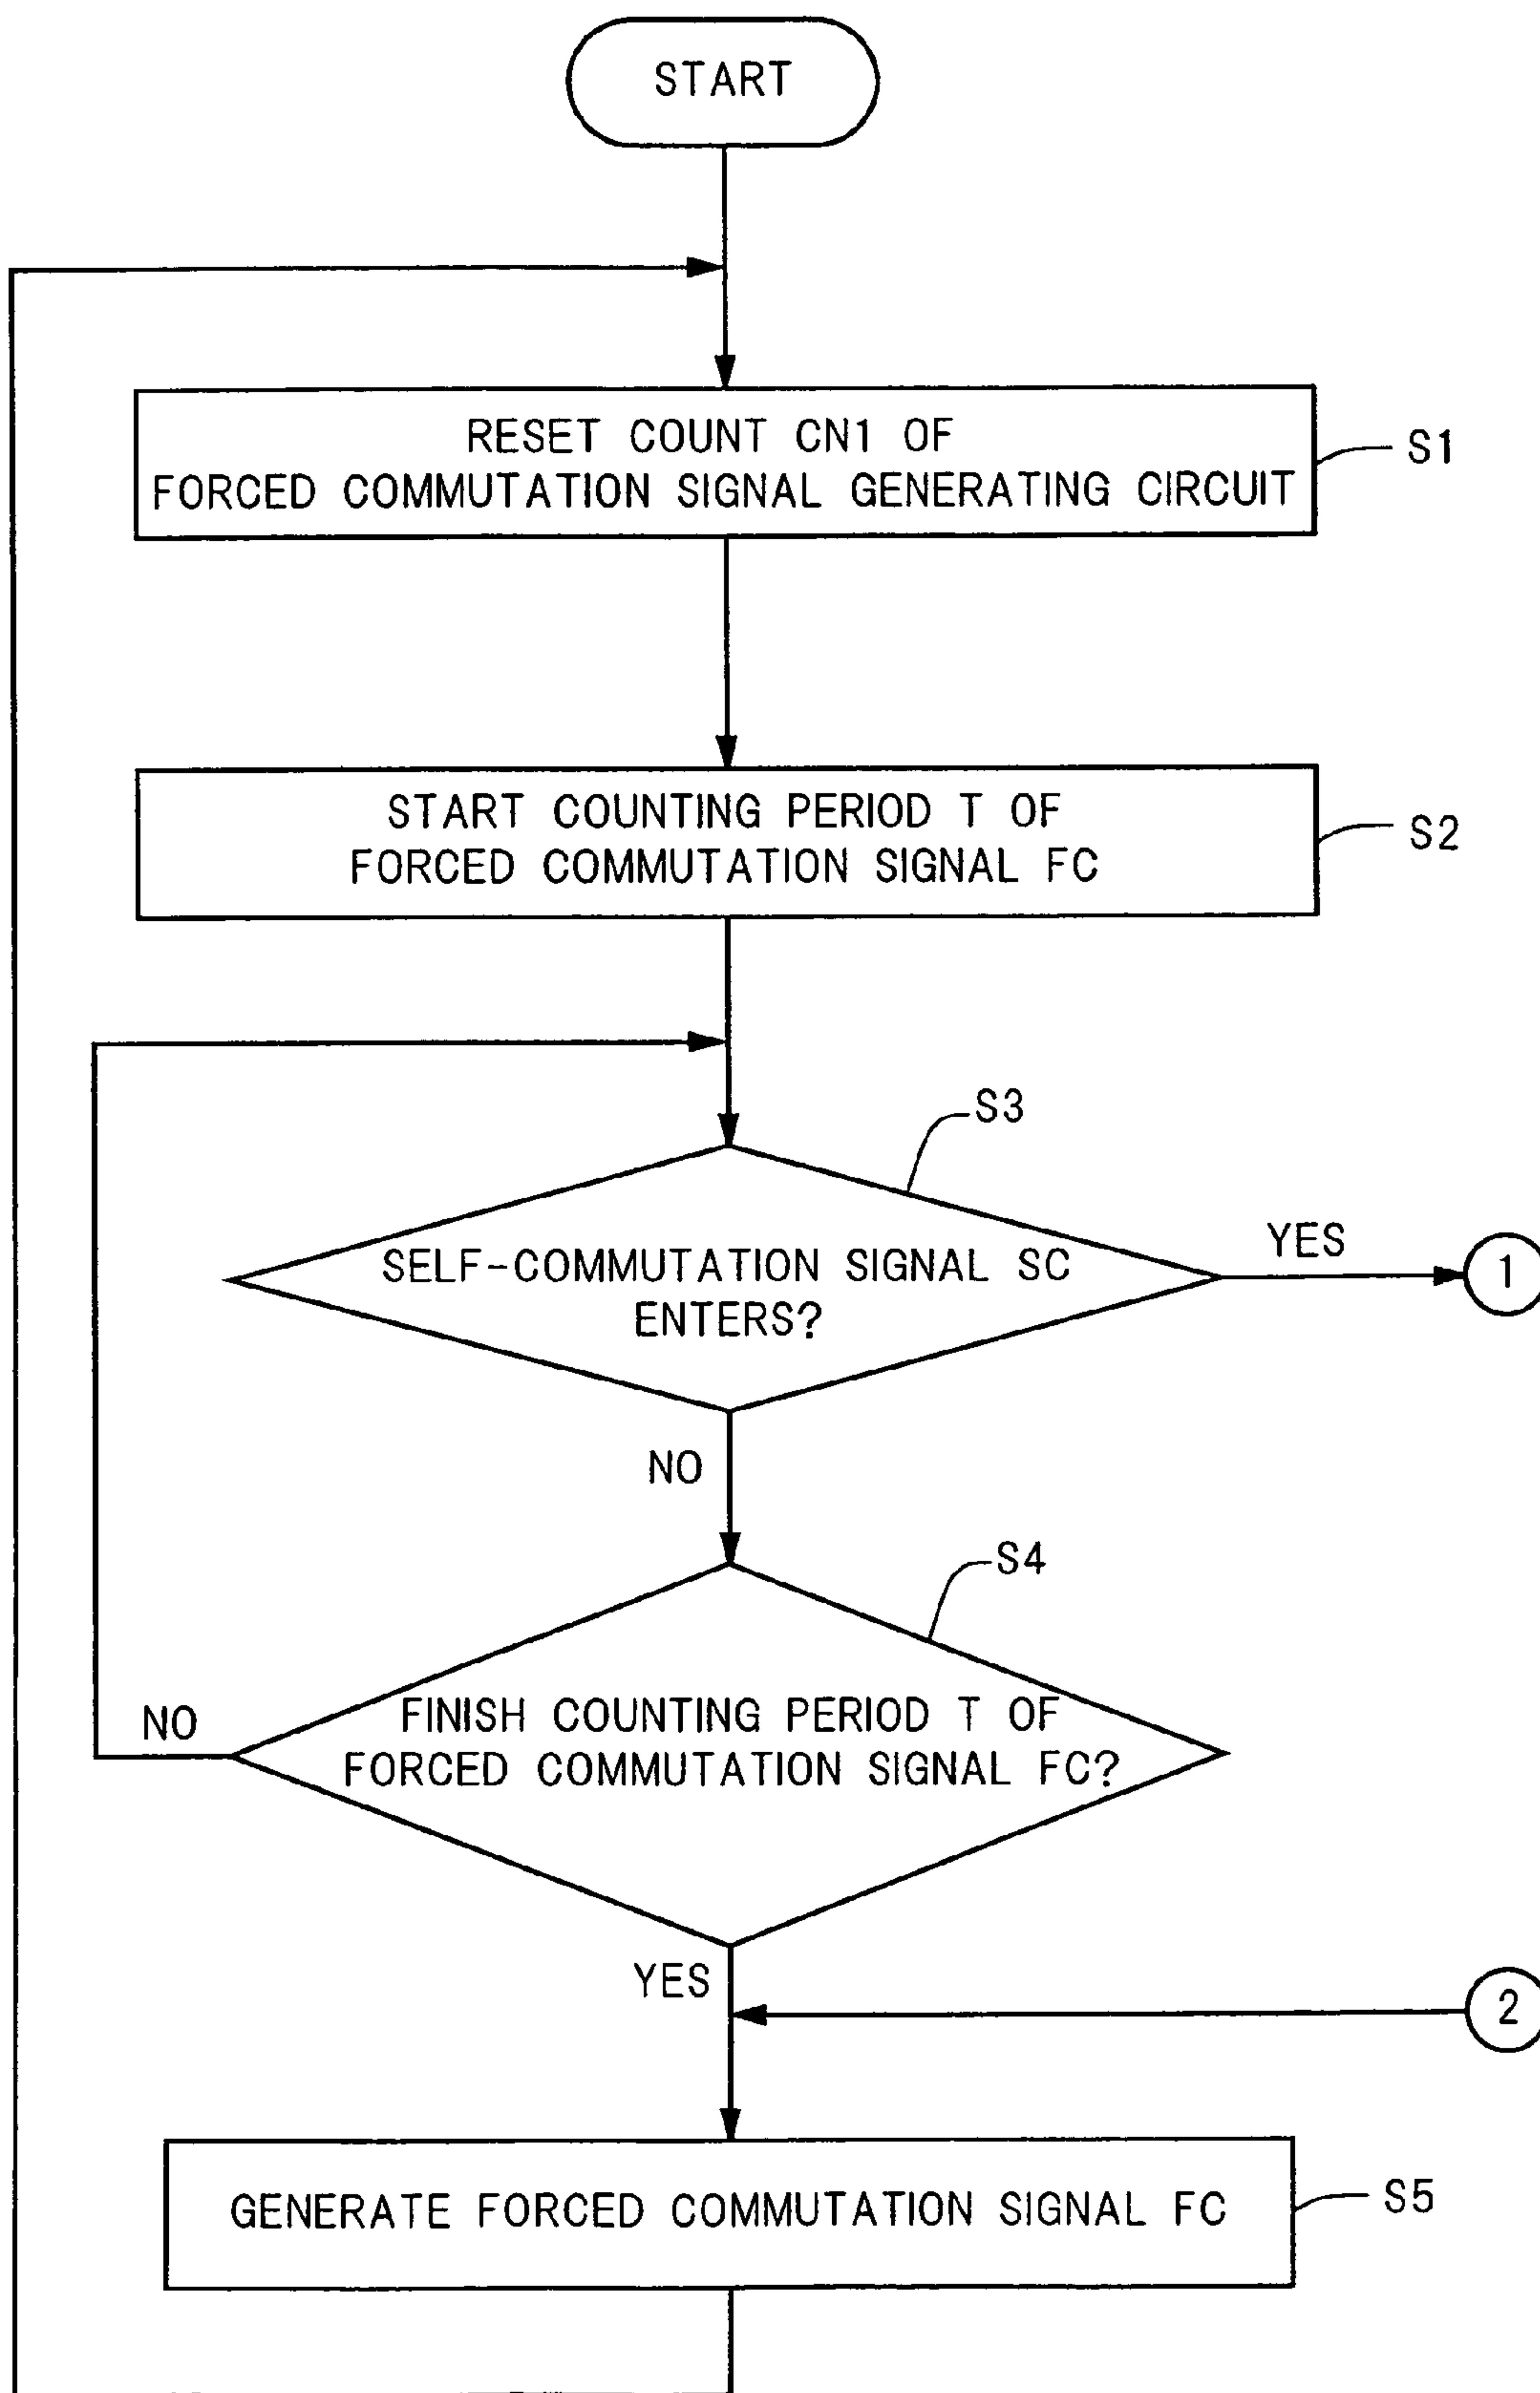 START
RESET COUNT CN1 OF
FORCED COMMUTATION SIGNAL GENERATING CIRCUIT
S1
START COUNTING PERIOD T OF
FORCED COMMUTATION SIGNAL FC
S2
S3
SELF-COMMUTATION SIGNAL SC
ENTERS?
YES
1
NO
S4
FINISH COUNTING PERIOD T OF
FORCED COMMUTATION SIGNAL FC?
NO
YES
2
GENERATE FORCED COMMUTATION SIGNAL FC
S5